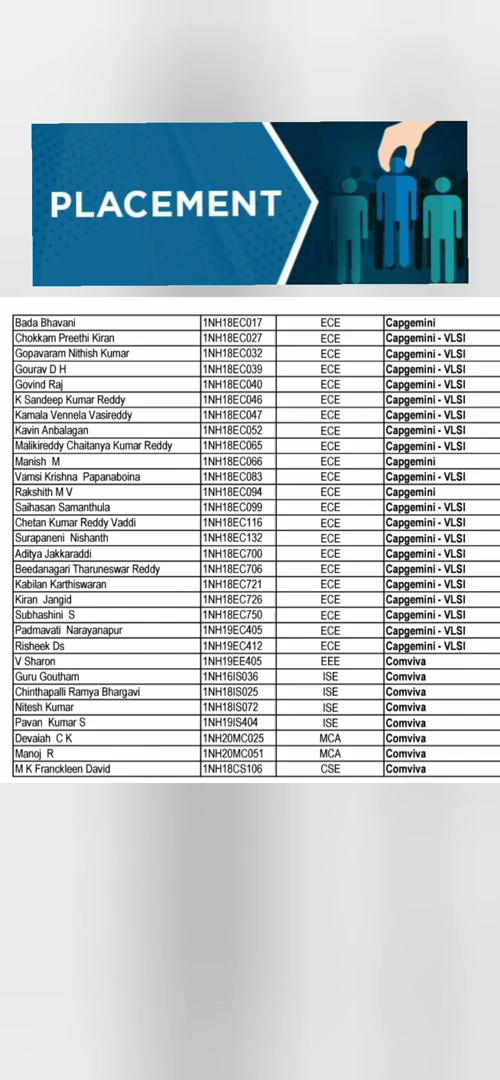 PLACEMENT
Bada Bhavani 1NH18EC017 ECE Capgemini
Chokkam Preethi Kiran 1NH18EC027 ECE Capgemini - VLSI
Gopavaram Nithish Kumar 1NH18EC032 ECE Capgemini - VLSI
Gourav D H 1NH18EC039 ECE Capgemini - VLSI
Govind Raj 1NH18EC040 ECE Capgemini - VLSI
K Sandeep Kumar Reddy 1NH18EC046 ECE Capgemini - VLSI
Kamala Vennela Vasireddy 1NH18EC047 ECE Capgemini - VLSI
Kavin Anbalagan 1NH18EC052 ECE Capgemini - VLSI
Malikireddy Chaitanya Kumar Reddy 1NH18EC065 ECE Capgemini - VLSI
Manish M 1NH18EC066 ECE Capgemini
Vamsi Krishna Papanaboina 1NH18EC083 ECE Capgemini - VLSI
Rakshith M V 1NH18EC094 ECE Capgemini
Saihasan Samanthula 1NH18EC099 ECE Capgemini - VLSI
Chetan Kumar Reddy Vaddi 1NH18EC116 ECE Capgemini - VLSI
Surapaneni Nishanth 1NH18EC132 ECE Capgemini - VLSI
Aditya Jakkaraddi 1NH18EC700 ECE Capgemini - VLSI
Beedanagari Tharuneswar Reddy 1NH18EC706 ECE Capgemini - VLSI
Kabilan Karthiswaran 1NH18EC721 ECE Capgemini - VLSI
Kiran Jangid 1NH18EC726 ECE Capgemini - VLSI
Subhashini S 1NH18EC750 ECE Capgemini - VLSI
Padmavati Narayanapur 1NH19EC405 ECE Capgemini - VLSI
Risheek Ds 1NH19EC412 ECE Capgemini - VLSI
V Sharon 1NH19EE405 EEE Comviva
Guru Goutham 1NH16IS036 ISE Comviva
Chinthapalli Ramya Bhargavi 1NH18IS025 ISE Comviva
Nitesh Kumar 1NH18IS072 ISE Comviva
Pavan Kumar S 1NH19IS404 ISE Comviva
Devaiah C K 1NH20MC025 MCA Comviva
Manoj R 1NH20MC051 MCA Comviva
M K Franckleen David 1NH18CS106 CSE Comviva